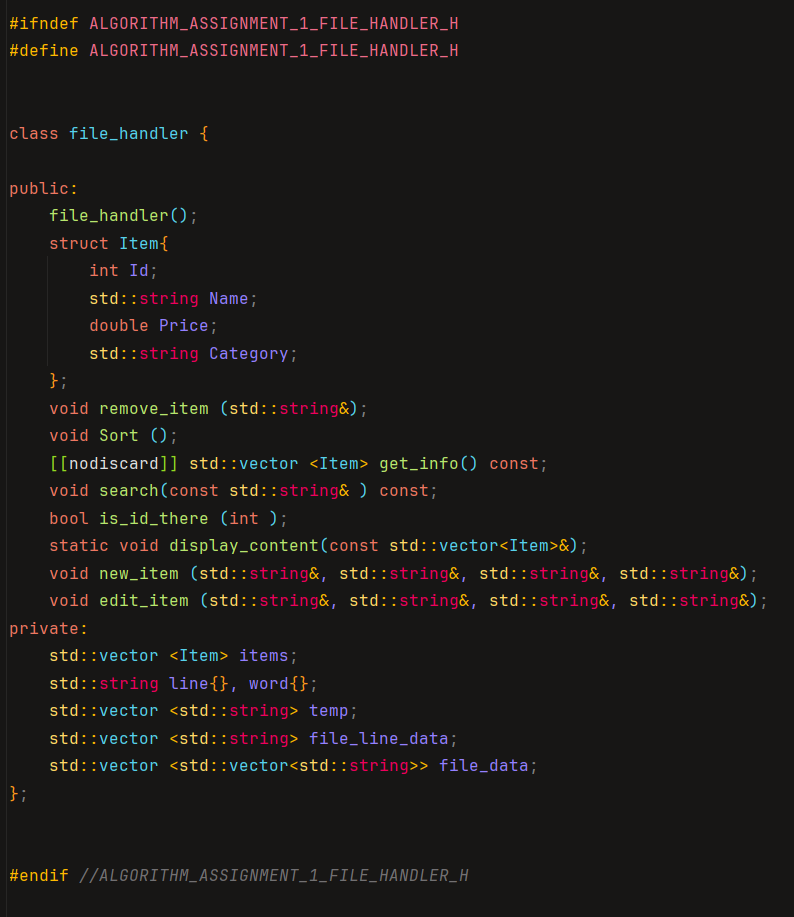 #ifndef ALGORITHM_ASSIGNMENT_1_FILE_HANDLER_H
#define ALGORITHM_ASSIGNMENT_1_FILE_HANDLER_H
class file_handler {
public:
    file_handler();
    struct Item{
        int Id;
        std::string Name;
        double Price;
        std::string Category;
    };
    void remove_item (std::string&);
    void Sort ();
    [[nodiscard]] std::vector <Item> get_info() const;
    void search(const std::string& ) const;
    bool is_id_there (int );
    static void display_content(const std::vector<Item>&);
    void new_item (std::string&, std::string&, std::string&, std::string&);
    void edit_item (std::string&, std::string&, std::string&, std::string&);
private:
    std::vector <Item> items;
    std::string line{}, word{};
    std::vector <std::string> temp;
    std::vector <std::string> file_line_data;
    std::vector <std::vector<std::string>> file_data;
};
#endif //ALGORITHM_ASSIGNMENT_1_FILE_HANDLER_H